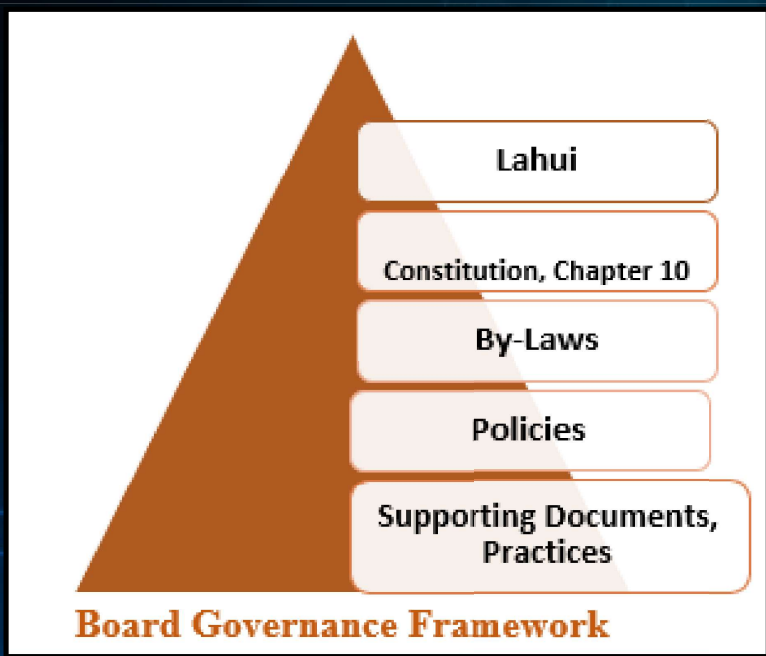 Lahui
Constitution, Chapter 10
By-Laws
Policies
Supporting Documents,
Practices
Board Governance Framework